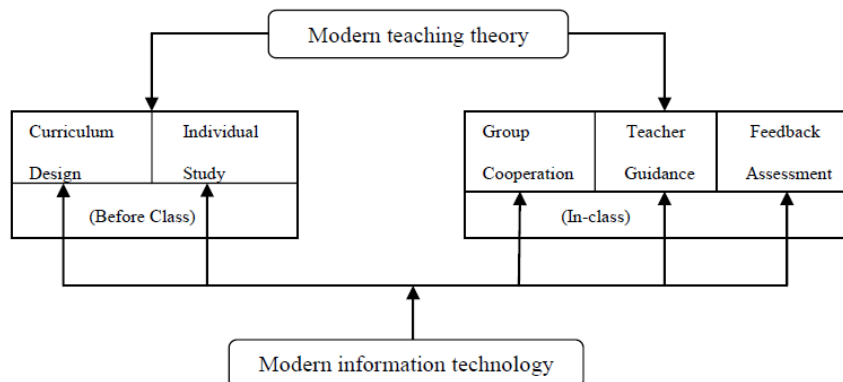 Modern teaching theory
Curriculum
Design
Individual
Study
(Before Class)
Group
Cooperation
Teacher
Guidance
Feedback
Assessment
(In-class)
Modern information technology